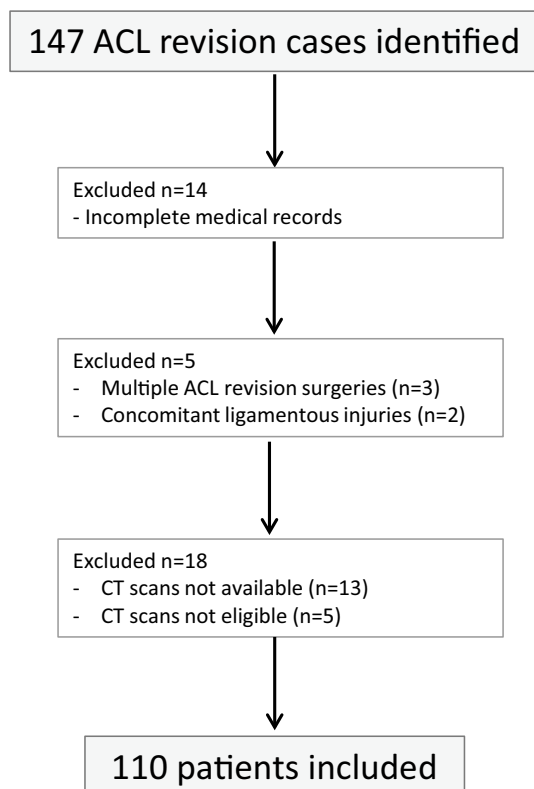 147 ACL revision cases identified
Excluded n=14
- Incomplete medical records
Excluded n=5
- Multiple ACL revision surgeries (n=3)
- Concomitant ligamentous injuries (n=2)
Excluded n=18
- CT scans not available (n=13)
- CT scans not eligible (n=5)
110 patients included